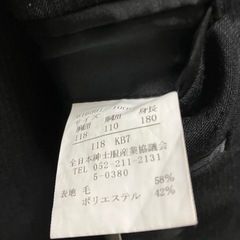 サイズ 胸囲 胴囲 身長
118 110 180
118 KB7
全日本紳士服産業協議会
TEL 052-211-2131
5-0380
表地 毛 58%
ポリエステル 42%